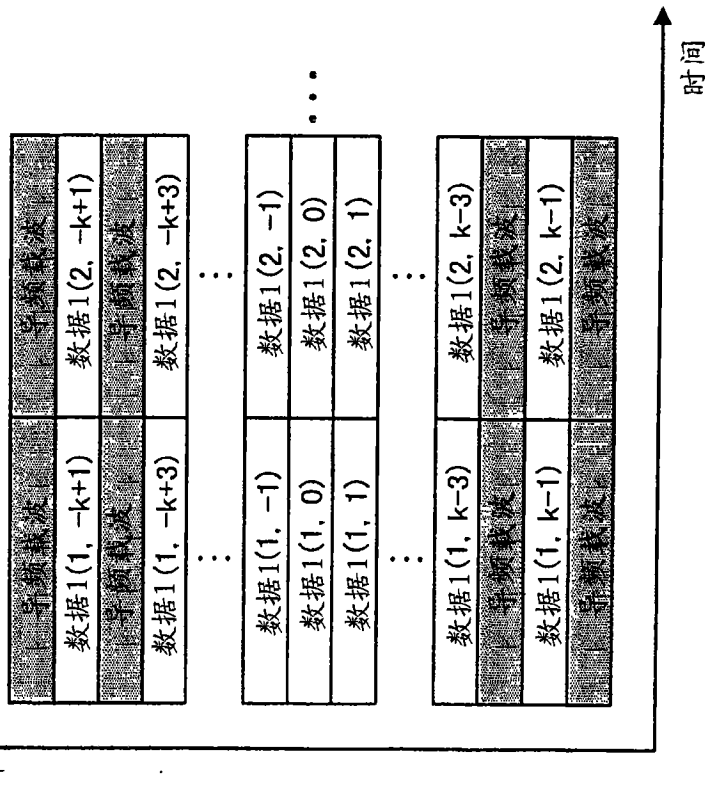 导频载波 导频载波
数据1(1, -k+1) 数据1(2, -k+1)
导频载波 导频载波
数据1(1, -k+3) 数据1(2, -k+3)
... ...
数据1(1, -1) 数据1(2, -1)
数据1(1, 0) 数据1(2, 0) ...
数据1(1, 1) 数据1(2, 1)
... ...
数据1(1, k-3) 数据1(2, k-3)
导频载波 导频载波
数据1(1, k-1) 数据1(2, k-1)
导频载波 导频载波
时间